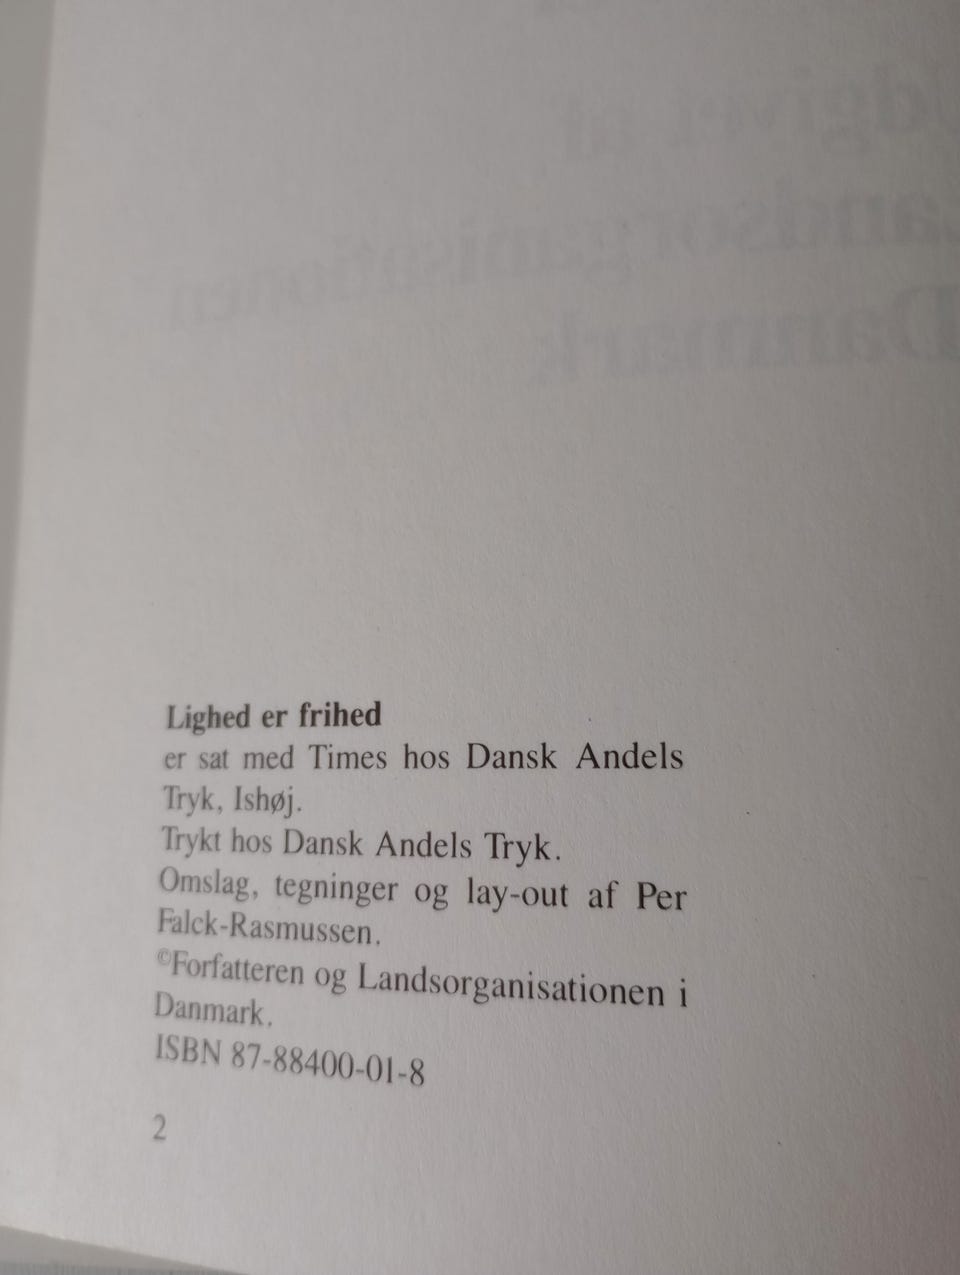 Lighed er frihed
er sat med Times hos Dansk Andels
Tryk, Ishøj.
Trykt hos Dansk Andels Tryk.
Omslag, tegninger og lay-out af Per
Falck-Rasmussen.
©Forfatteren og Landsorganisationen i
Danmark.
ISBN 87-88400-01-8
2